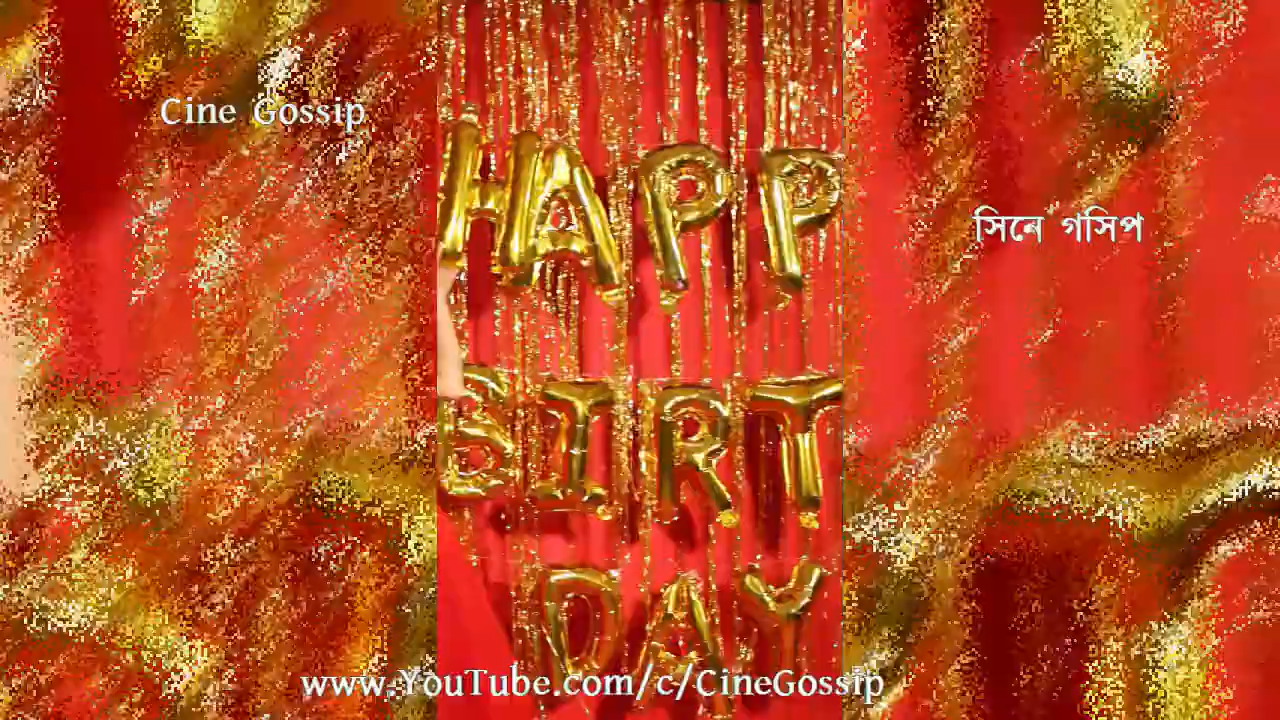 Cine Gossip
সিনে গসিপ
HAPP
BIRT
DAY
www.YouTube.com/c/CineGossip